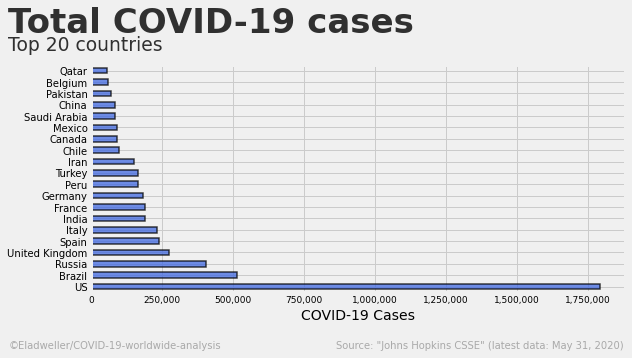 Total COVID-19 cases
Top 20 countries
Qatar
Belgium
Pakistan
China
Saudi Arabia
Mexico
Canada
Chile
Iran
Turkey
Peru
Germany
France
India
Italy
Spain
United Kingdom
Russia
Brazil
US
0 250,000 500,000 750,000 1,000,000 1,250,000 1,500,000 1,750,000
COVID-19 Cases
©Eladweller/COVID-19-worldwide-analysis Source: "Johns Hopkins CSSE" (latest data: May 31, 2020)